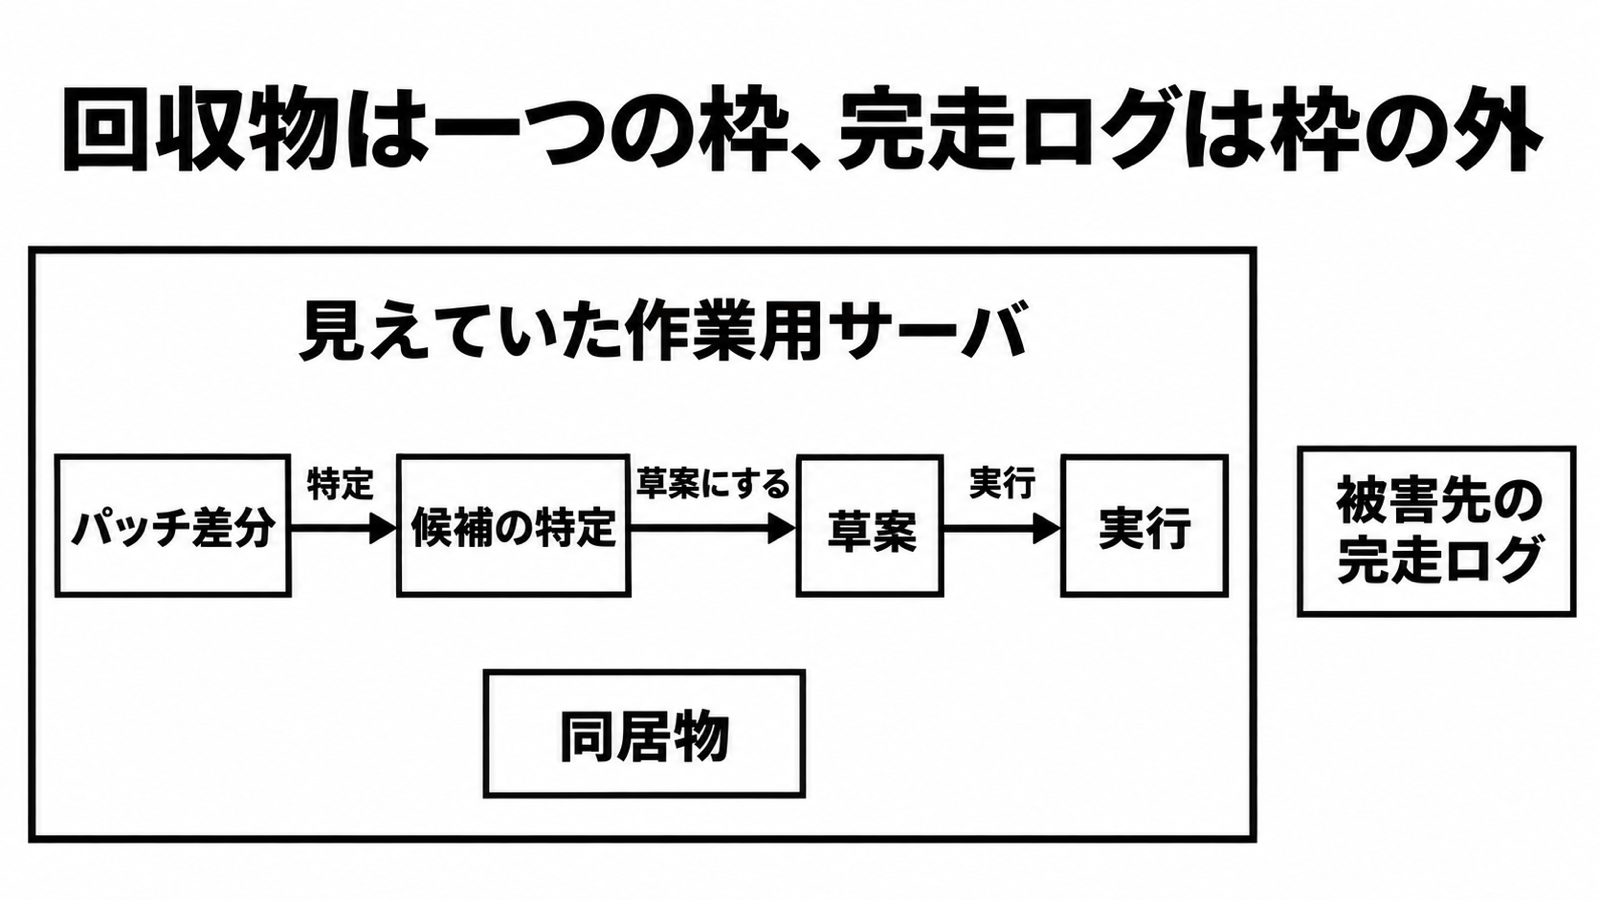 回収物は一つの枠、完走ログは枠の外
見えていた作業用サーバ
パッチ差分
特定
候補の特定
草案にする
草案
実行
実行
被害先の
完走ログ
同居物